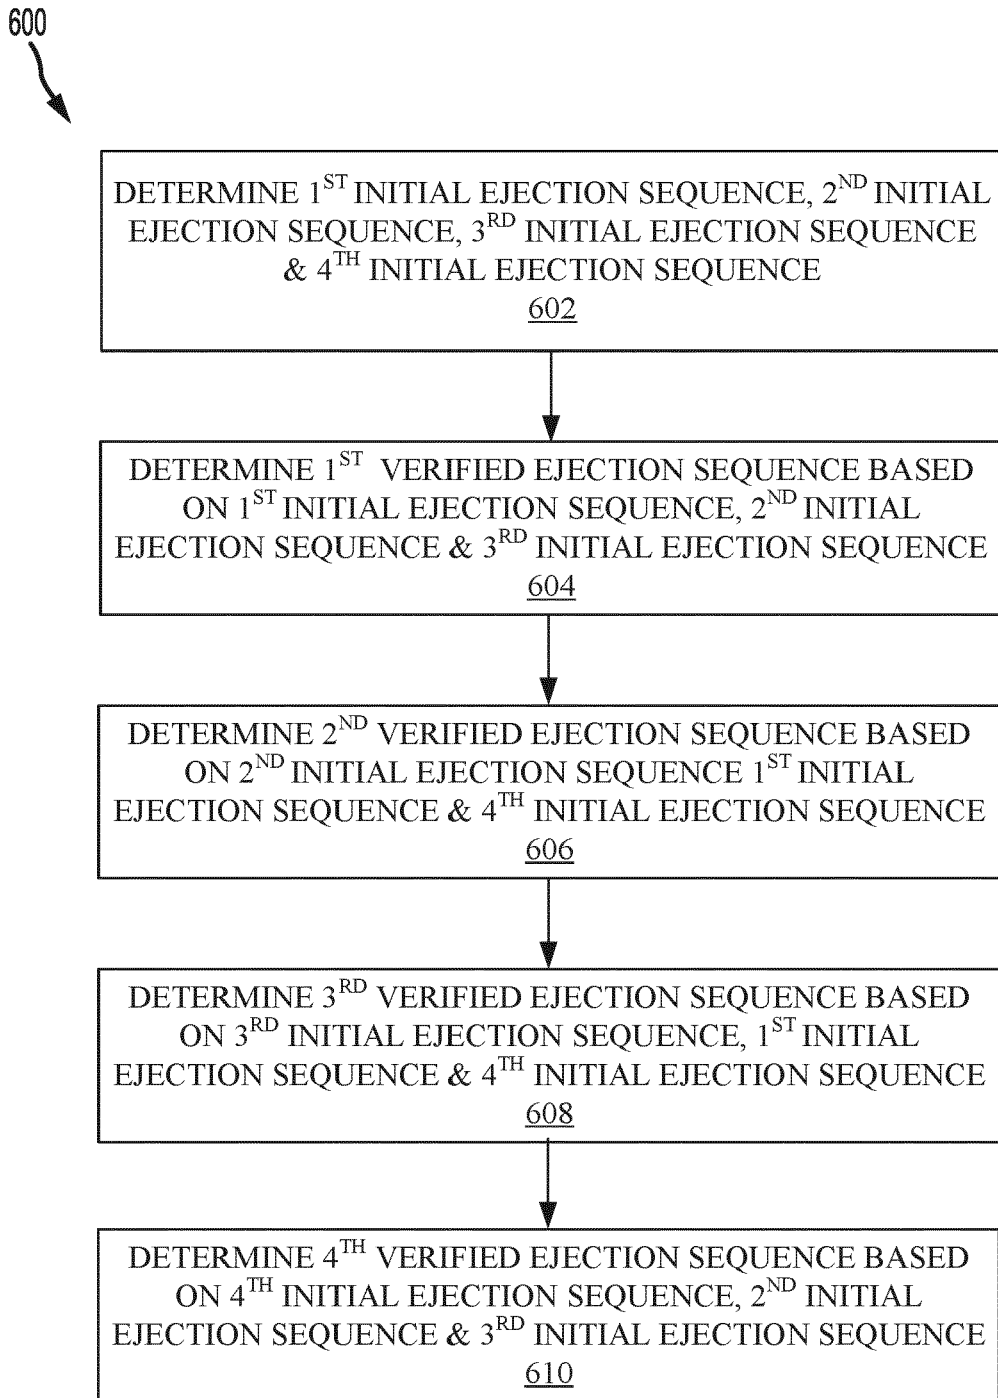 600
DETERMINE 1ST INITIAL EJECTION SEQUENCE, 2ND INITIAL
EJECTION SEQUENCE, 3RD INITIAL EJECTION SEQUENCE
& 4TH INITIAL EJECTION SEQUENCE
602
DETERMINE 1ST VERIFIED EJECTION SEQUENCE BASED
ON 1ST INITIAL EJECTION SEQUENCE, 2ND INITIAL
EJECTION SEQUENCE & 3RD INITIAL EJECTION SEQUENCE
604
DETERMINE 2ND VERIFIED EJECTION SEQUENCE BASED
ON 2ND INITIAL EJECTION SEQUENCE 1ST INITIAL
EJECTION SEQUENCE & 4TH INITIAL EJECTION SEQUENCE
606
DETERMINE 3RD VERIFIED EJECTION SEQUENCE BASED
ON 3RD INITIAL EJECTION SEQUENCE, 1ST INITIAL
EJECTION SEQUENCE & 4TH INITIAL EJECTION SEQUENCE
608
DETERMINE 4TH VERIFIED EJECTION SEQUENCE BASED
ON 4TH INITIAL EJECTION SEQUENCE, 2ND INITIAL
EJECTION SEQUENCE & 3RD INITIAL EJECTION SEQUENCE
610